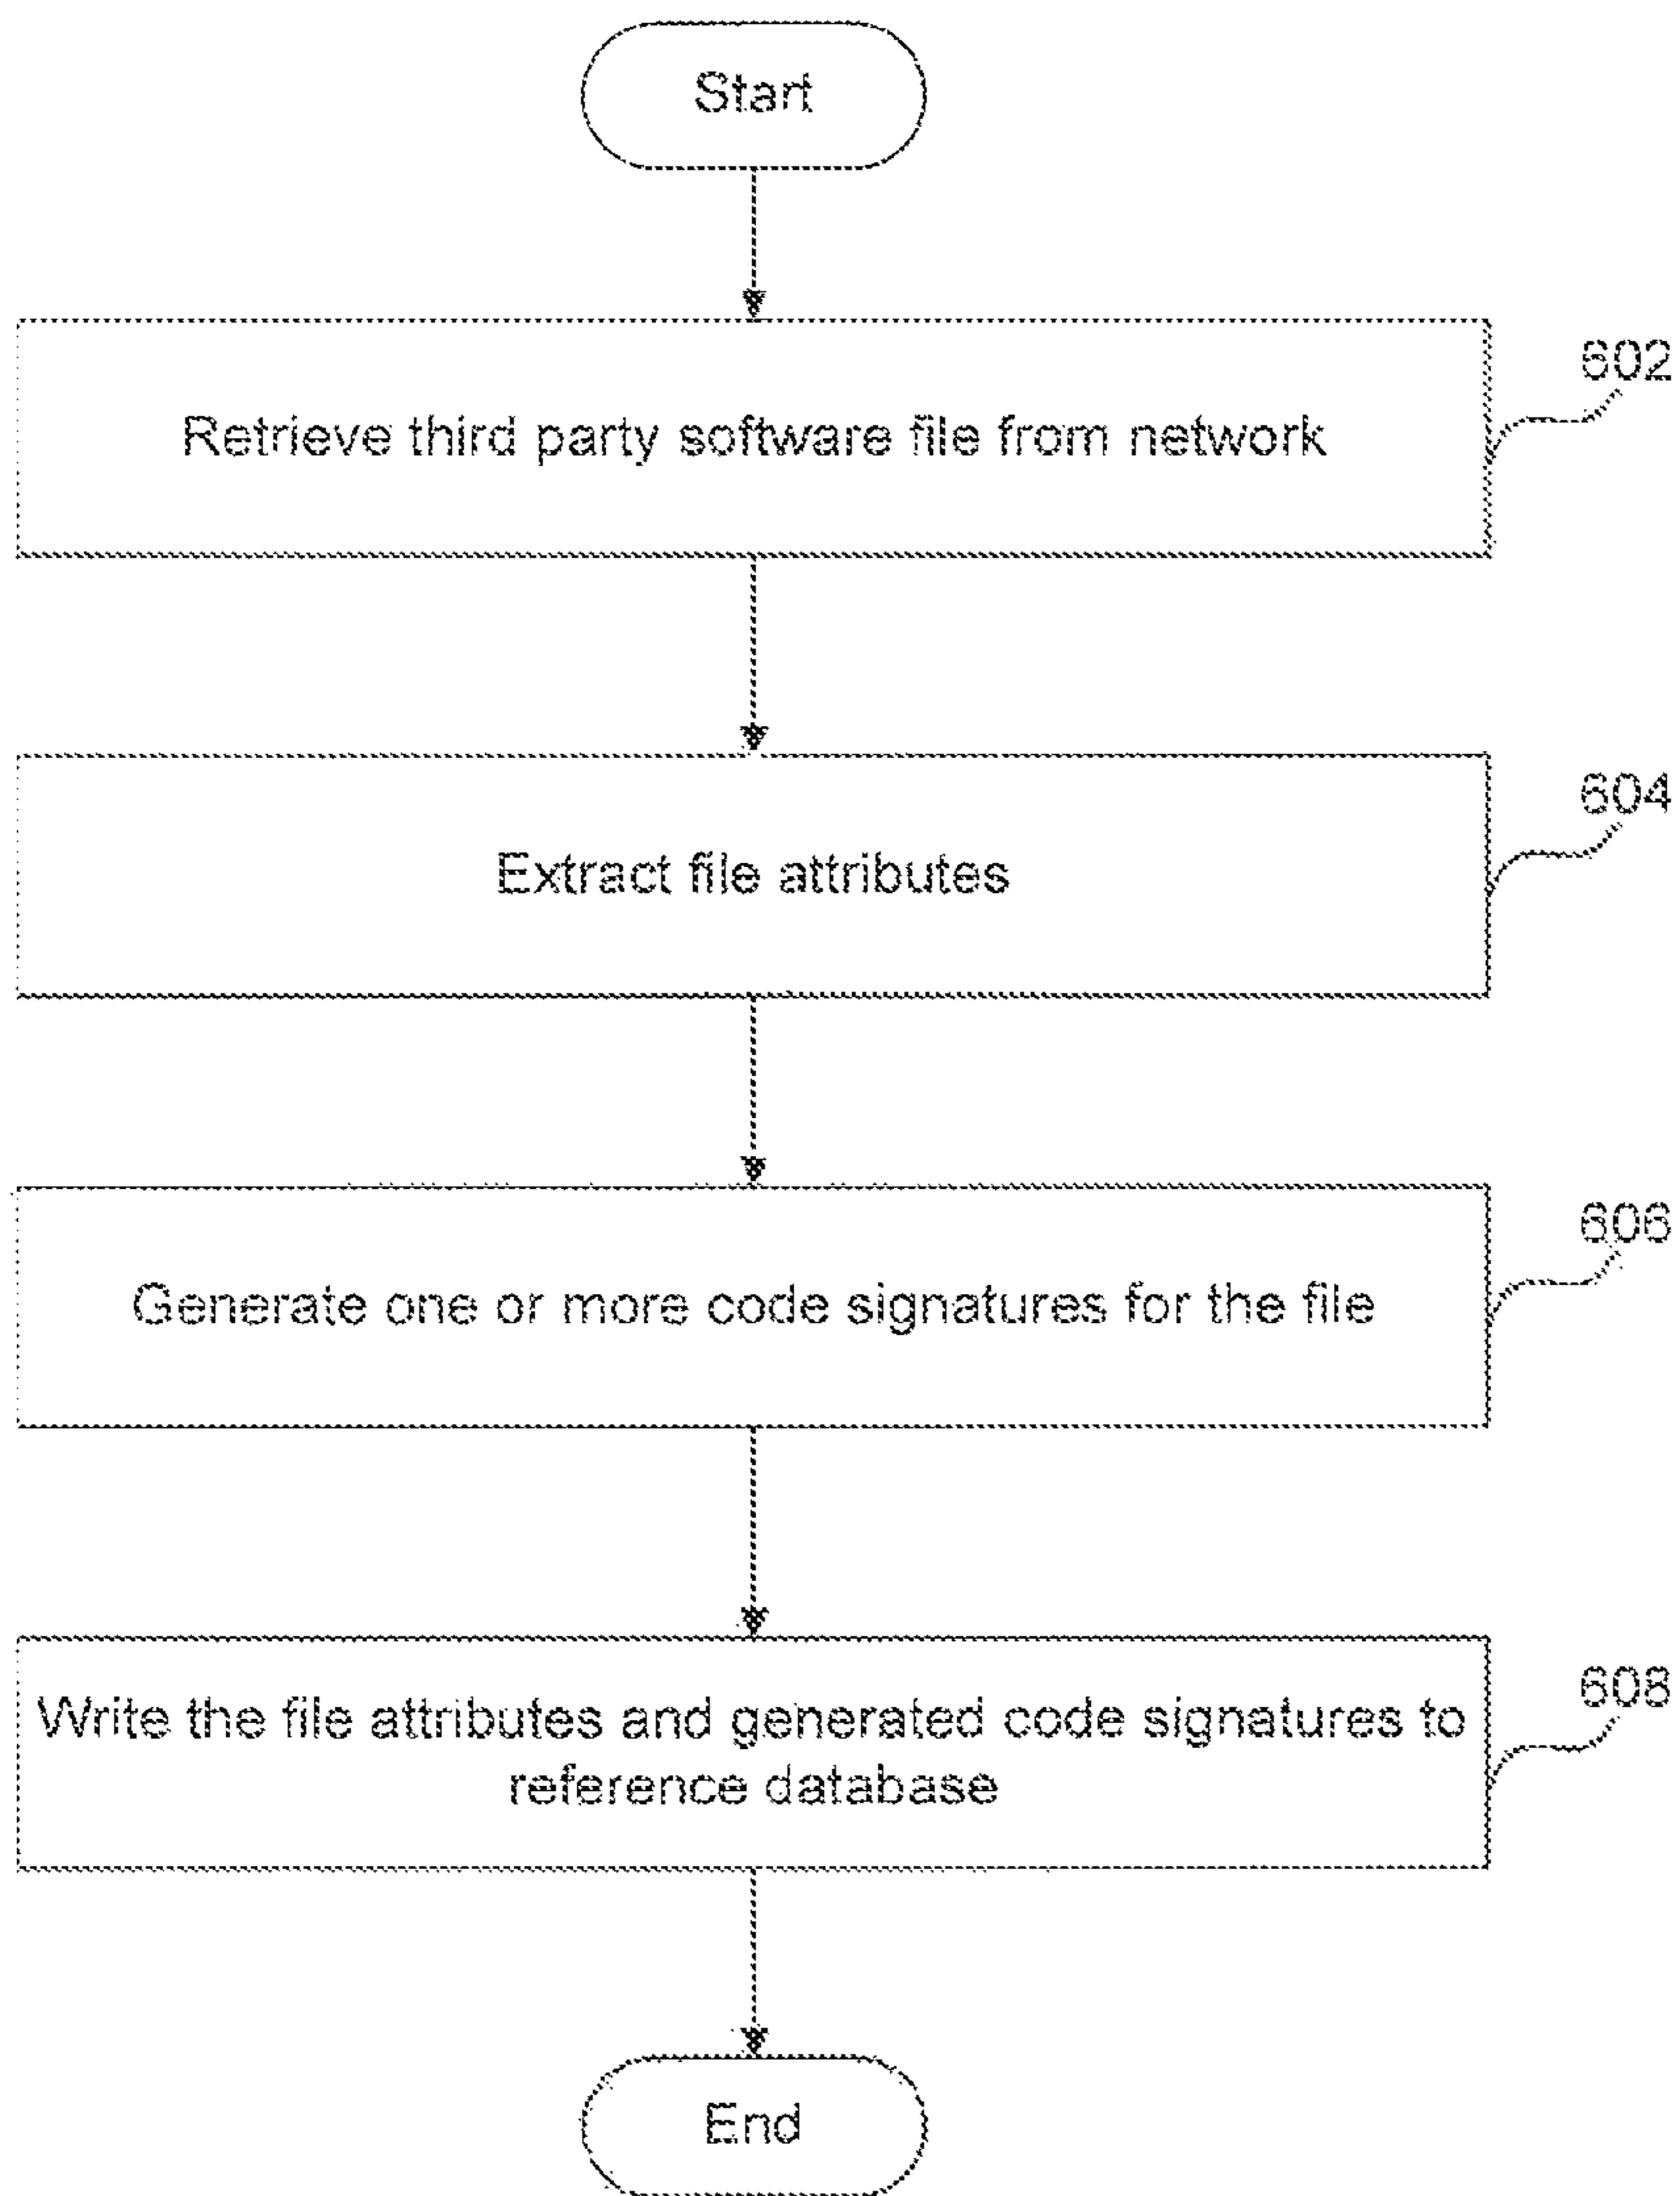 Start
602
Retrieve third party software file from network
604
Extract file attributes
606
Generate one or more code signatures for the file
608
Write the file attributes and generated code signatures to
reference database
End